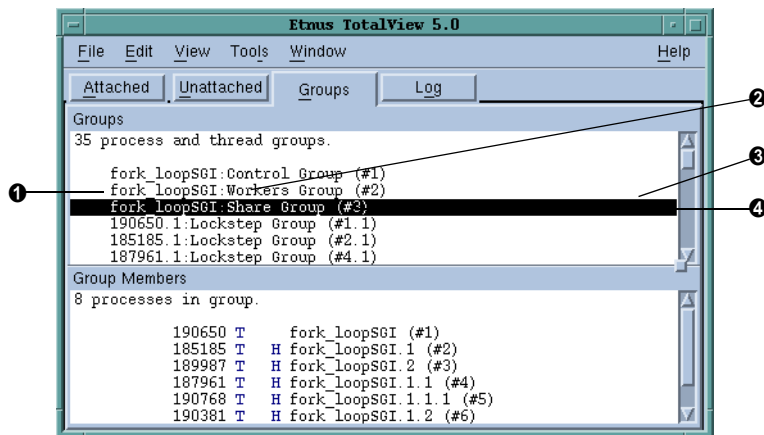 Etnus TotalView 5.0
File Edit View Tools Window Help
Attached Unattached Groups Log
Groups
35 process and thread groups.
fork_loopSGI:Control Group (#1)
fork_loopSGI:Workers Group (#2)
fork_loopSGI:Share Group (#3)
190650.1:Lockstep Group (#1.1)
185185.1:Lockstep Group (#2.1)
187961.1:Lockstep Group (#4.1)
Group Members
8 processes in group.
190650 T fork_loopSGI (#1)
185185 T H fork_loopSGI.1 (#2)
189987 T H fork_loopSGI.2 (#3)
187961 T H fork_loopSGI.1.1 (#4)
190768 T H fork_loopSGI.1.1.1 (#5)
190381 T H fork_loopSGI.1.2 (#6)
❶
❷
❸
❹